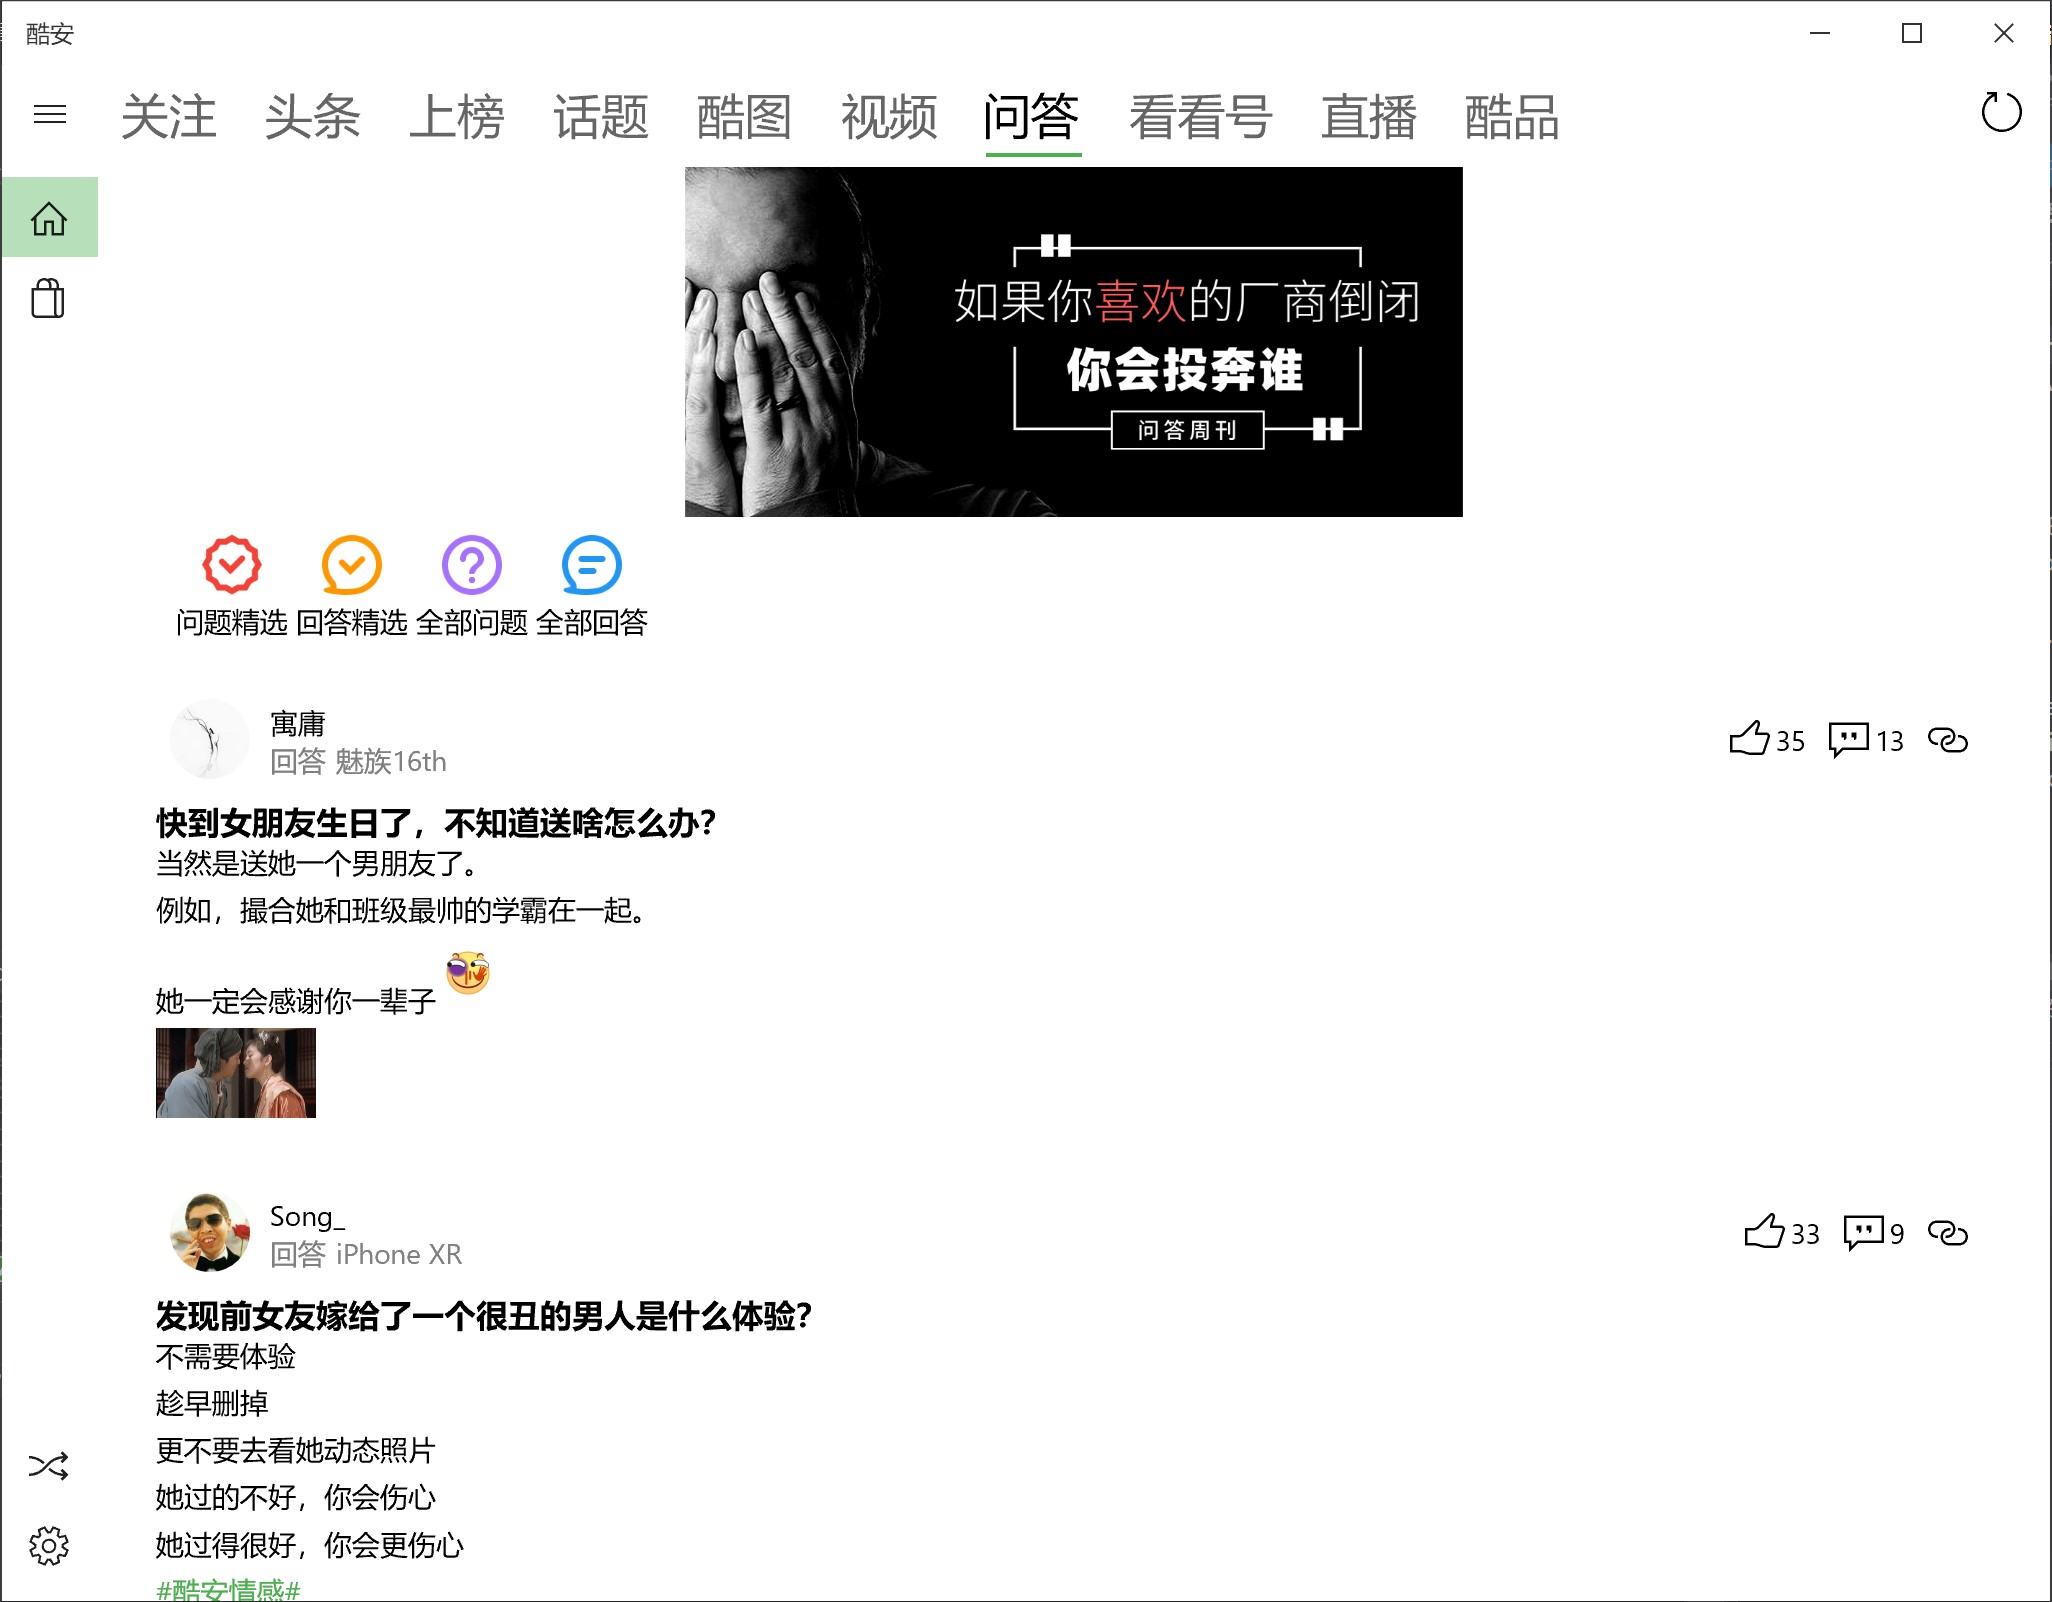 酷安
关注 头条 上榜 话题 酷图 视频 问答 看看号 直播 酷品
如果你喜欢的厂商倒闭
你会投奔谁
问答周刊
问题精选 回答精选 全部问题 全部回答
寓庸
回答 魅族16th
35 13
快到女朋友生日了，不知道送啥怎么办？
当然是送她一个男朋友了。
例如，撮合她和班级最帅的学霸在一起。
她一定会感谢你一辈子
Song_
回答 iPhone XR
33 9
发现前女友嫁给了一个很丑的男人是什么体验？
不需要体验
趁早删掉
更不要去看她动态照片
她过的不好，你会伤心
她过得很好，你会更伤心
#酷安情感#